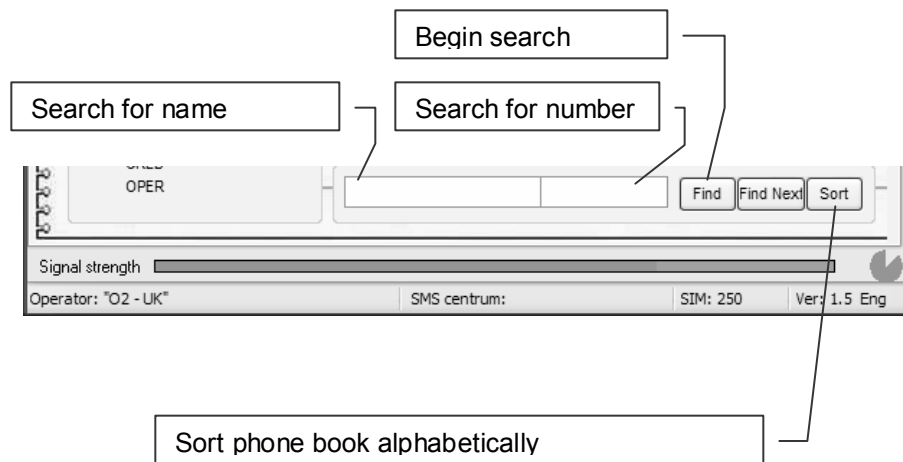 Begin search
Search for name
Search for number
OPER
Find
Find Next
Sort
Signal strength
Operator: "O2 - UK"
SMS centrum:
SIM: 250
Ver: 1.5 Eng
Sort phone book alphabetically